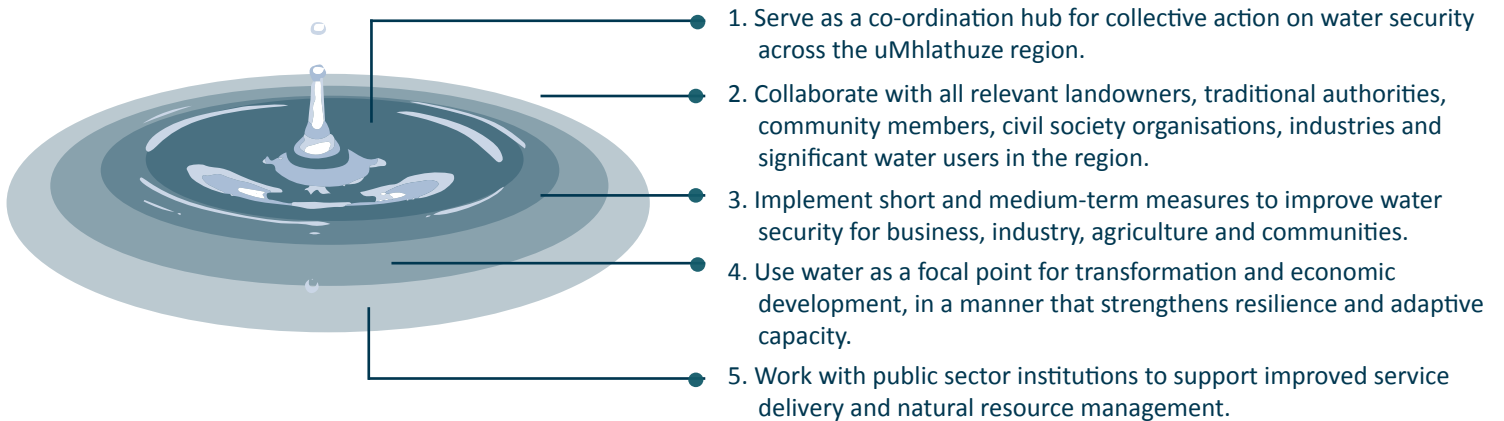 1. Serve as a co-ordination hub for collective action on water security
across the uMhlathuze region.
2. Collaborate with all relevant landowners, traditional authorities,
community members, civil society organisations, industries and
significant water users in the region.
3. Implement short and medium-term measures to improve water
security for business, industry, agriculture and communities.
4. Use water as a focal point for transformation and economic
development, in a manner that strengthens resilience and adaptive
capacity.
5. Work with public sector institutions to support improved service
delivery and natural resource management.